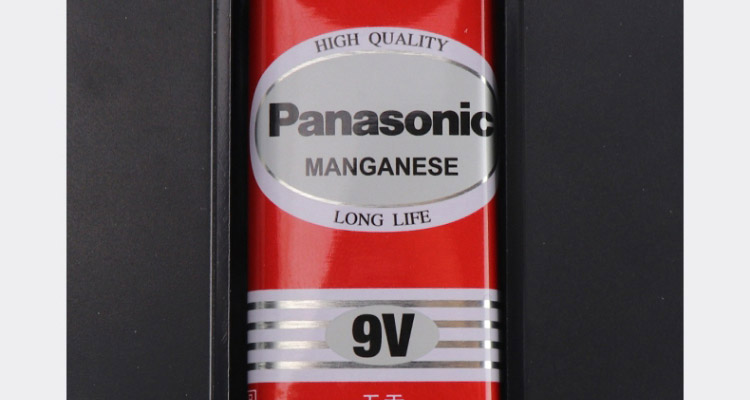 HIGH QUALITY
Panasonic
MANGANESE
LONG LIFE
9V